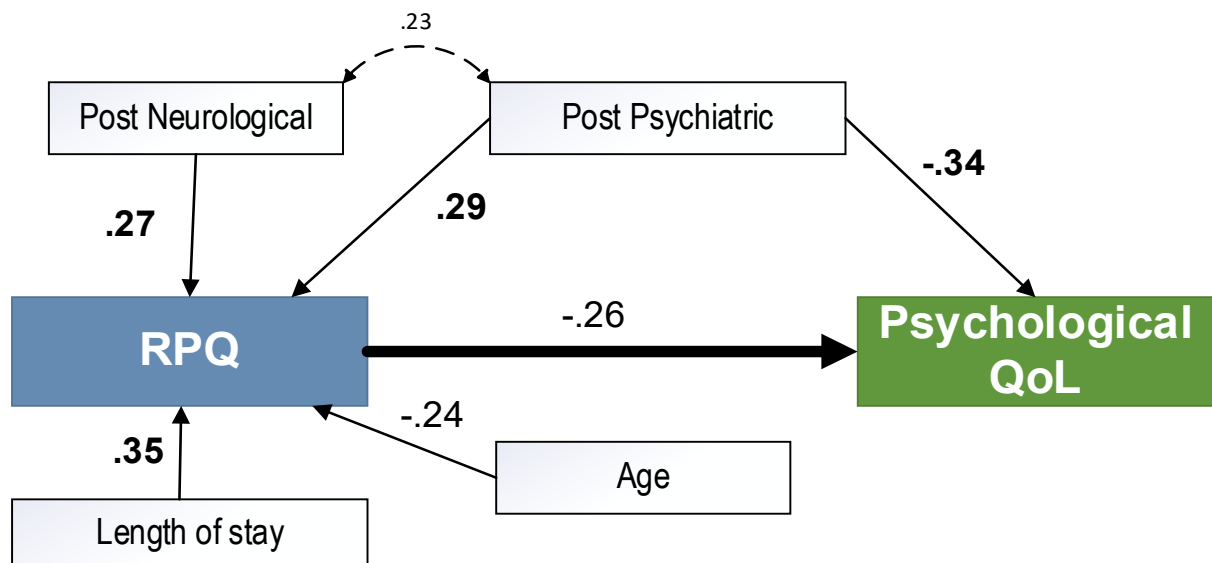 .23
Post Neurological
Post Psychiatric
-.34
.27
.29
RPQ
-.26
Psychological
QoL
-.24
.35
Age
Length of stay